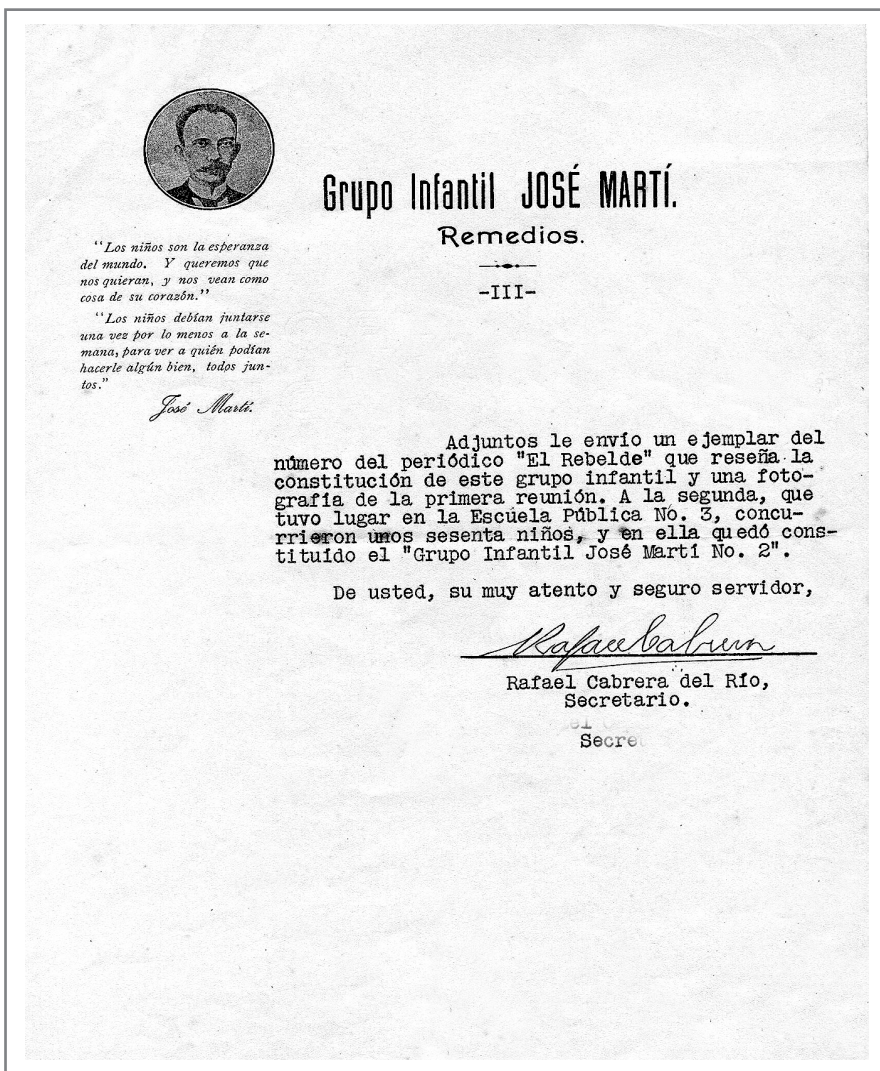 Grupo Infantil JOSÉ MARTÍ.
Remedios.
-III-
"Los niños son la esperanza
del mundo. Y queremos que
nos quieran, y nos vean como
cosa de su corazón."
"Los niños debían juntarse
una vez por lo menos a la se-
mana, para ver a quién podían
hacerle algún bien, todos jun-
tos."
José Martí.
Adjuntos le envío un ejemplar del
número del periódico "El Rebelde" que reseña la
constitución de este grupo infantil y una foto-
grafía de la primera reunión. A la segunda, que
tuvo lugar en la Escuela Pública No. 3, concu-
rrieron unos sesenta niños, y en ella quedó cons-
tituído el "Grupo Infantil José Martí No. 2".
De usted, su muy atento y seguro servidor,
Rafael Cabrera
Rafael Cabrera del Río,
Secretario.
el
Secre